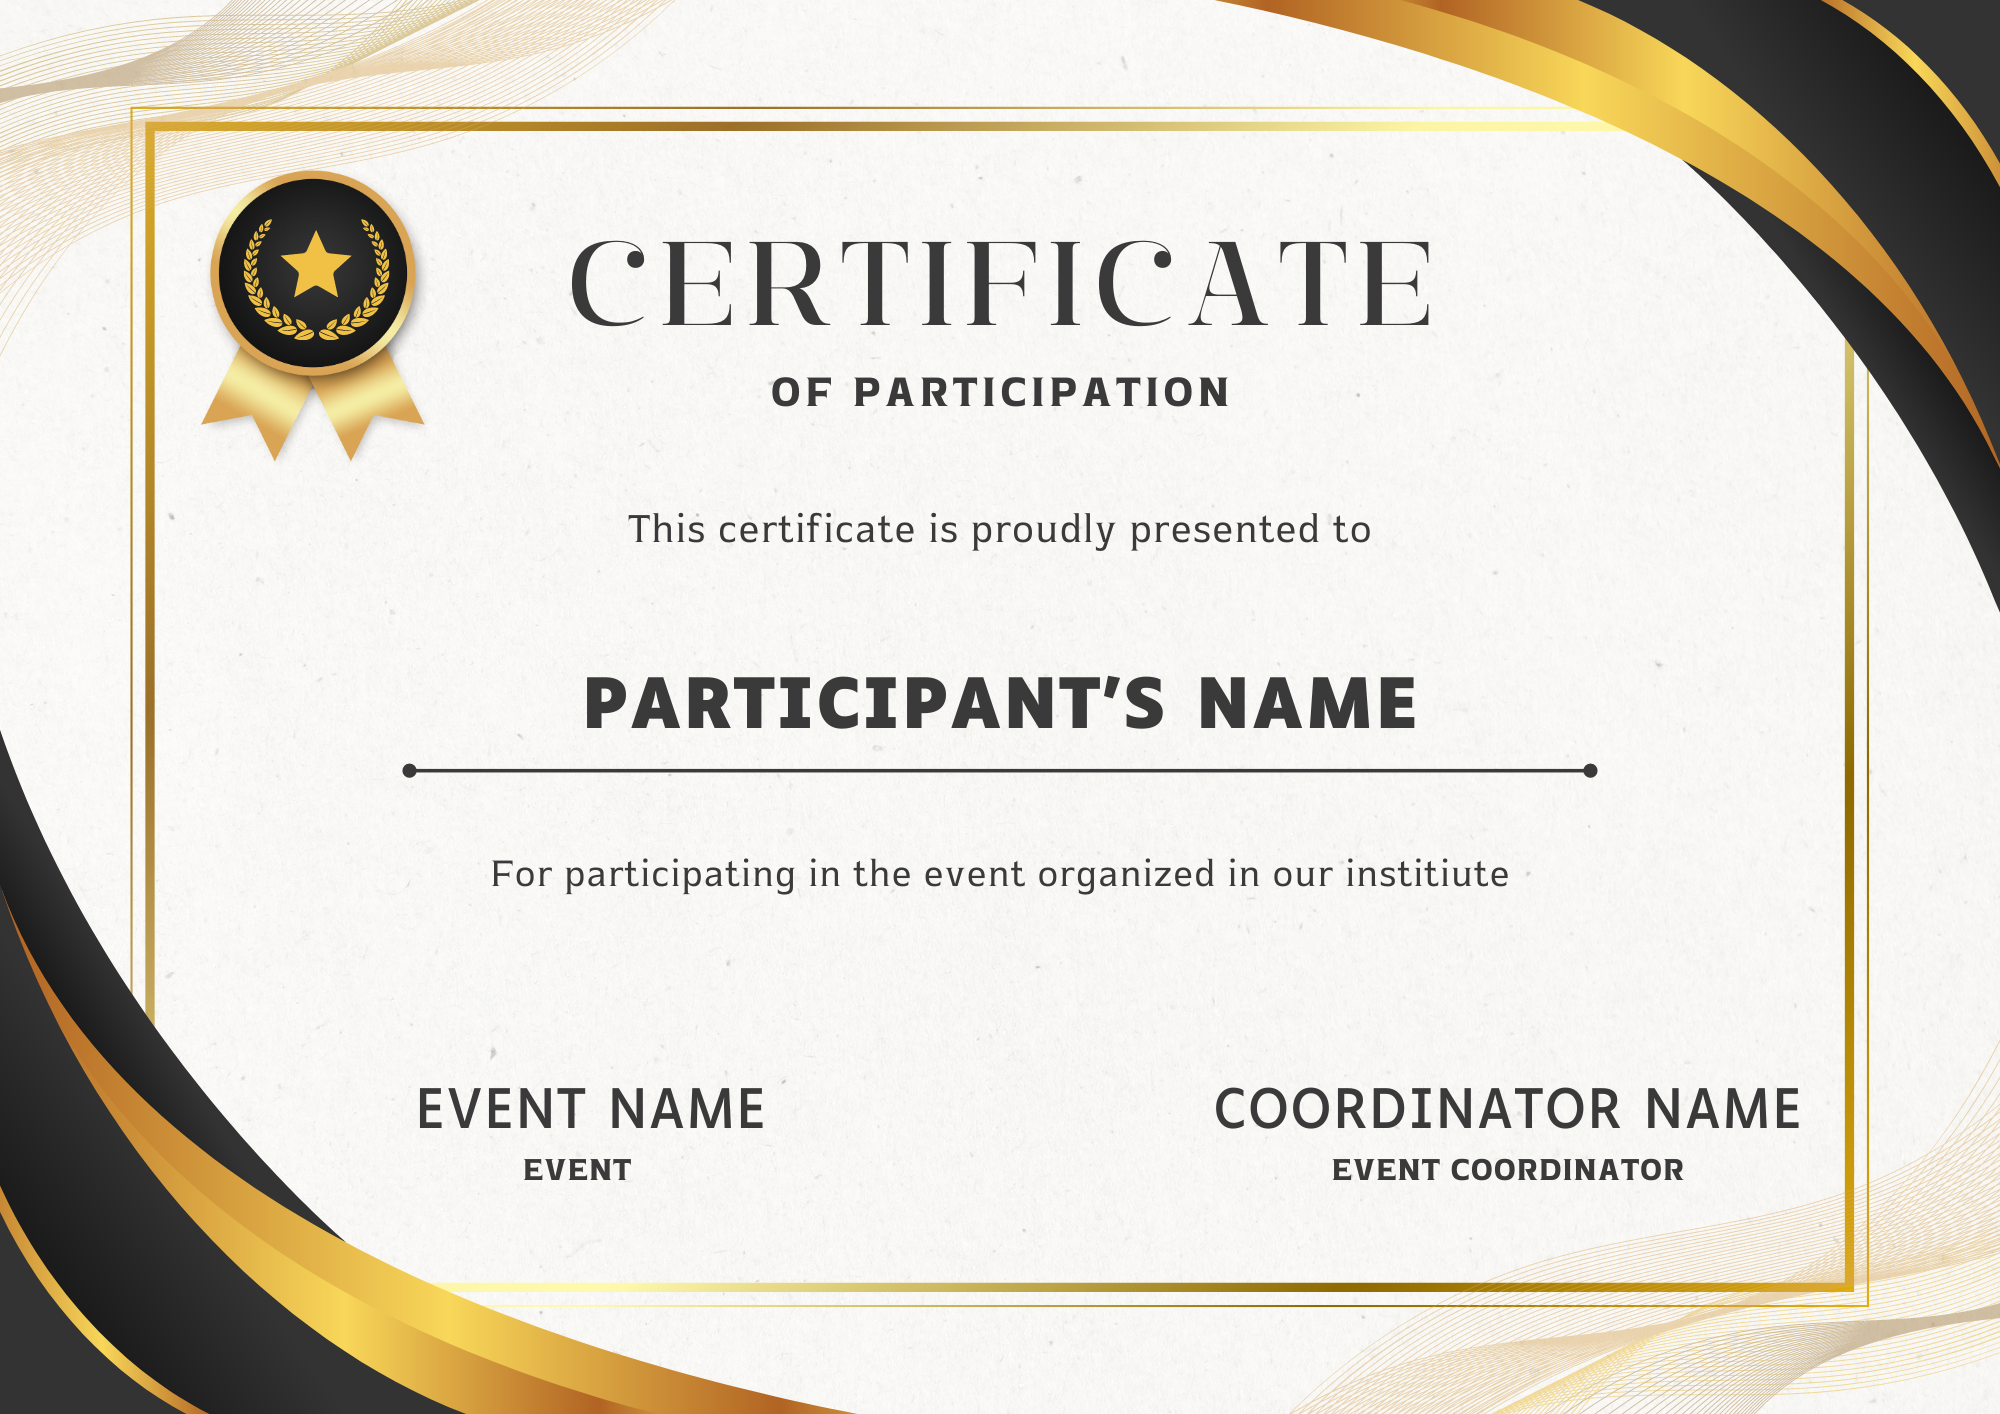 CERTIFICATE
OF PARTICIPATION
This certificate is proudly presented to
PARTICIPANT'S NAME
For participating in the event organized in our institiute
EVENT NAME
EVENT
COORDINATOR NAME
EVENT COORDINATOR